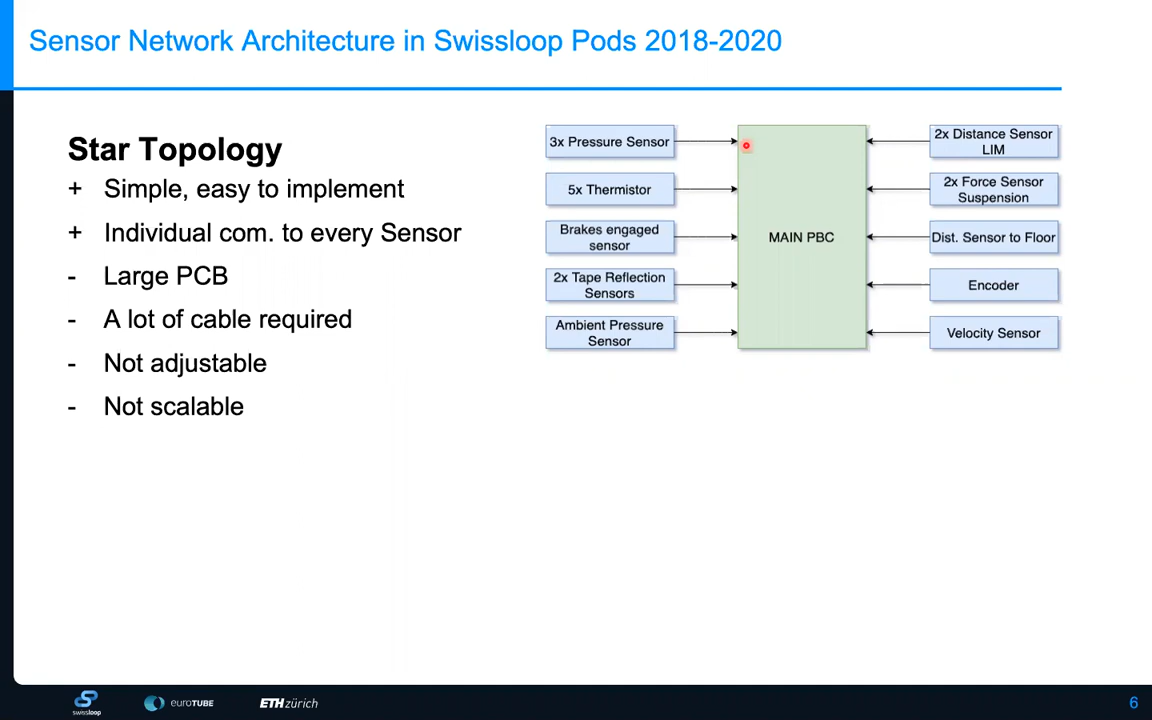 Sensor Network Architecture in Swissloop Pods 2018-2020
Star Topology
+ Simple, easy to implement
+ Individual com. to every Sensor
- Large PCB
- A lot of cable required
- Not adjustable
- Not scalable
3x Pressure Sensor
5x Thermistor
Brakes engaged
sensor
2x Tape Reflection
Sensors
Ambient Pressure
Sensor
MAIN PBC
2x Distance Sensor
LIM
2x Force Sensor
Suspension
Dist. Sensor to Floor
Encoder
Velocity Sensor
swissloop
euroTUBE
ETH zürich
6